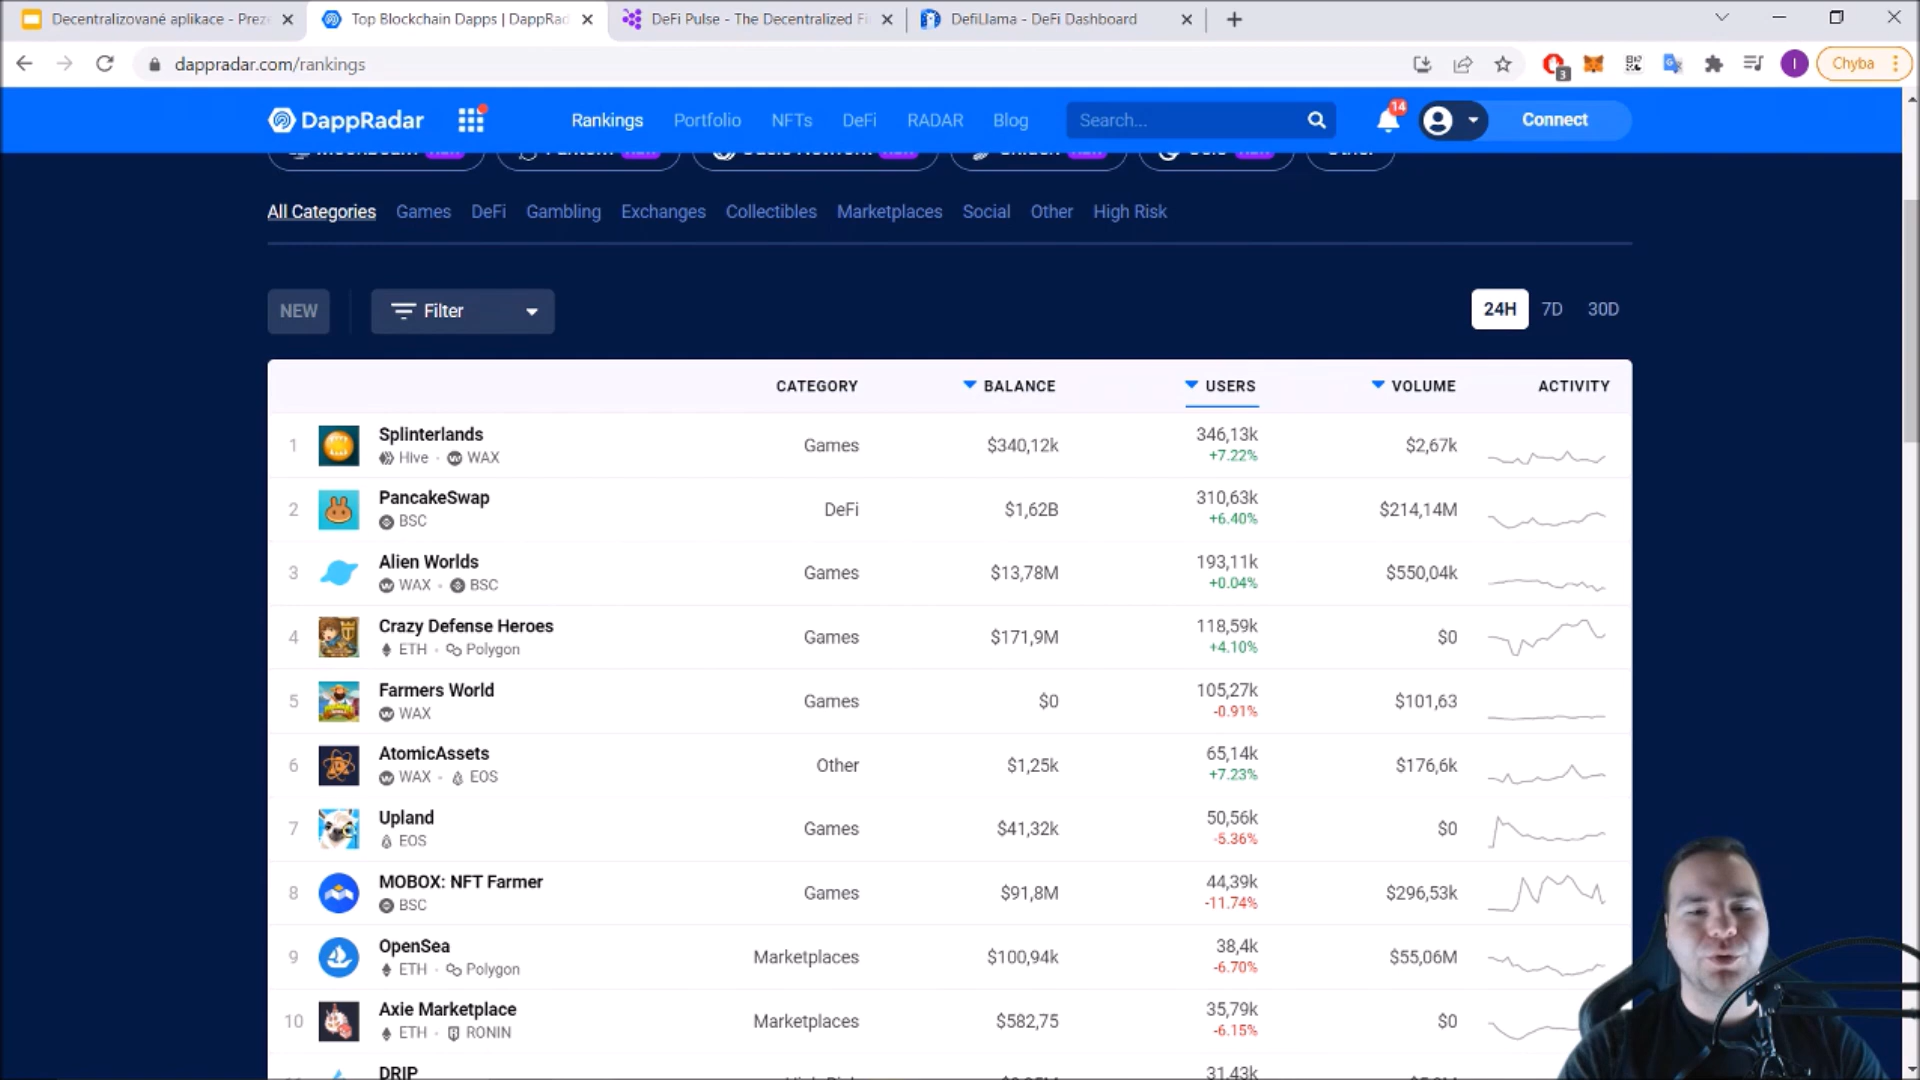 Decentralizované aplikace - Preze
Top Blockchain Dapps | DappRad
DeFi Pulse - The Decentralized Fi
DefiLlama - DeFi Dashboard
dappradar.com/rankings
3
I
Chyba
DappRadar
Rankings
Portfolio
NFTs
DeFi
RADAR
Blog
Search...
14
Connect
All Categories
Games
DeFi
Gambling
Exchanges
Collectibles
Marketplaces
Social
Other
High Risk
NEW
Filter
24H
7D
30D
CATEGORY BALANCE USERS VOLUME ACTIVITY
1 Splinterlands Games $340,12k 346,13k $2,67k
Hive · WAX +7.22%
2 PancakeSwap DeFi $1,62B 310,63k $214,14M
BSC +6.40%
3 Alien Worlds Games $13,78M 193,11k $550,04k
WAX · BSC +0.04%
4 Crazy Defense Heroes Games $171,9M 118,59k $0
ETH · Polygon +4.10%
5 Farmers World Games $0 105,27k $101,63
WAX -0.91%
6 AtomicAssets Other $1,25k 65,14k $176,6k
WAX · EOS +7.23%
7 Upland Games $41,32k 50,56k $0
EOS -5.36%
8 MOBOX: NFT Farmer Games $91,8M 44,39k $296,53k
BSC -11.74%
9 OpenSea Marketplaces $100,94k 38,4k $55,06M
ETH · Polygon -6.70%
10 Axie Marketplace Marketplaces $582,75 35,79k $0
ETH · RONIN -6.15%
DRIP 31,43k